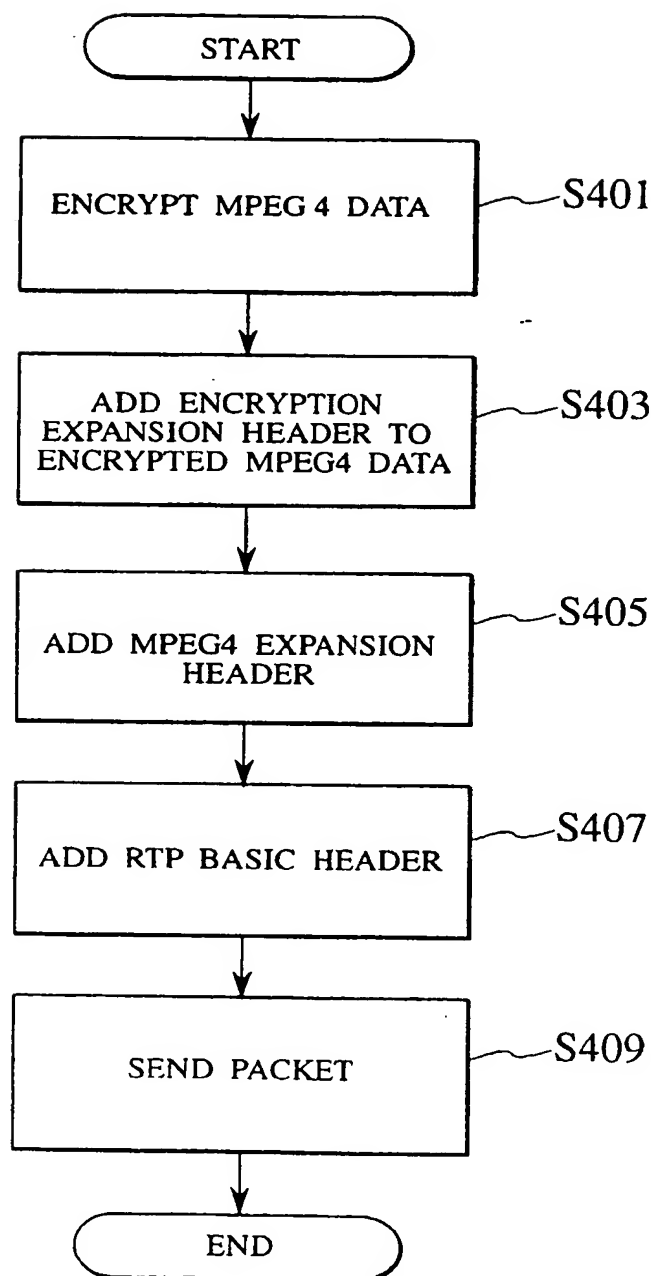 START
ENCRYPT MPEG 4 DATA
S401
ADD ENCRYPTION
EXPANSION HEADER TO
ENCRYPTED MPEG4 DATA
S403
ADD MPEG4 EXPANSION
HEADER
S405
ADD RTP BASIC HEADER
S407
SEND PACKET
S409
END